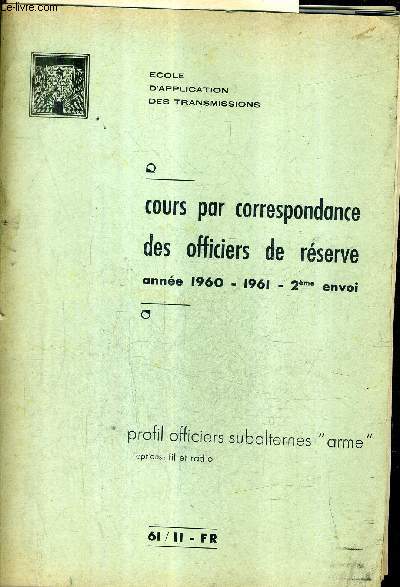 Le-livre.com
ECOLE
D'APPLICATION
DES TRANSMISSIONS
cours par correspondance
des officiers de réserve
année 1960 - 1961 - 2ème envoi
profil officiers subalternes "arme"
options: fil et radio
61/II - FR